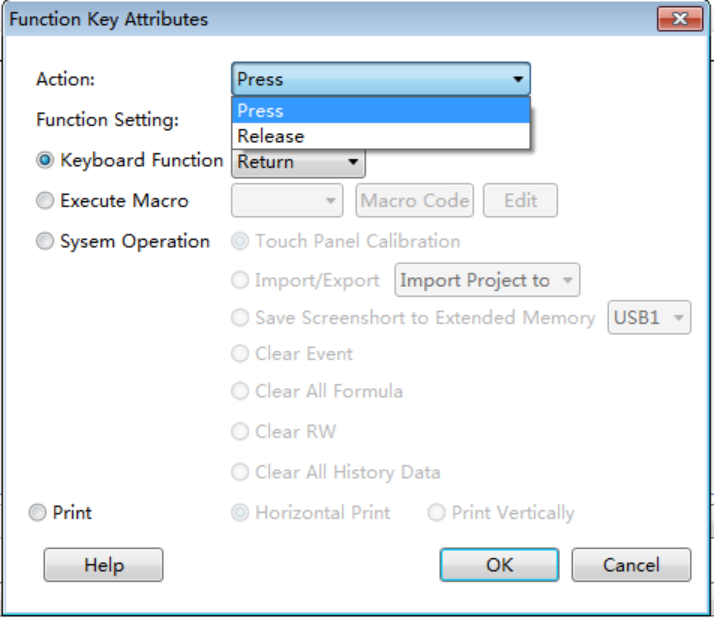 Function Key Attributes
Action: Press
Press
Function Setting:
Release
Keyboard Function Return
Execute Macro Macro Code Edit
Sysem Operation Touch Panel Calibration
Import/Export Import Project to
Save Screenshort to Extended Memory USB1
Clear Event
Clear All Formula
Clear RW
Clear All History Data
Print Horizontal Print Print Vertically
Help OK Cancel